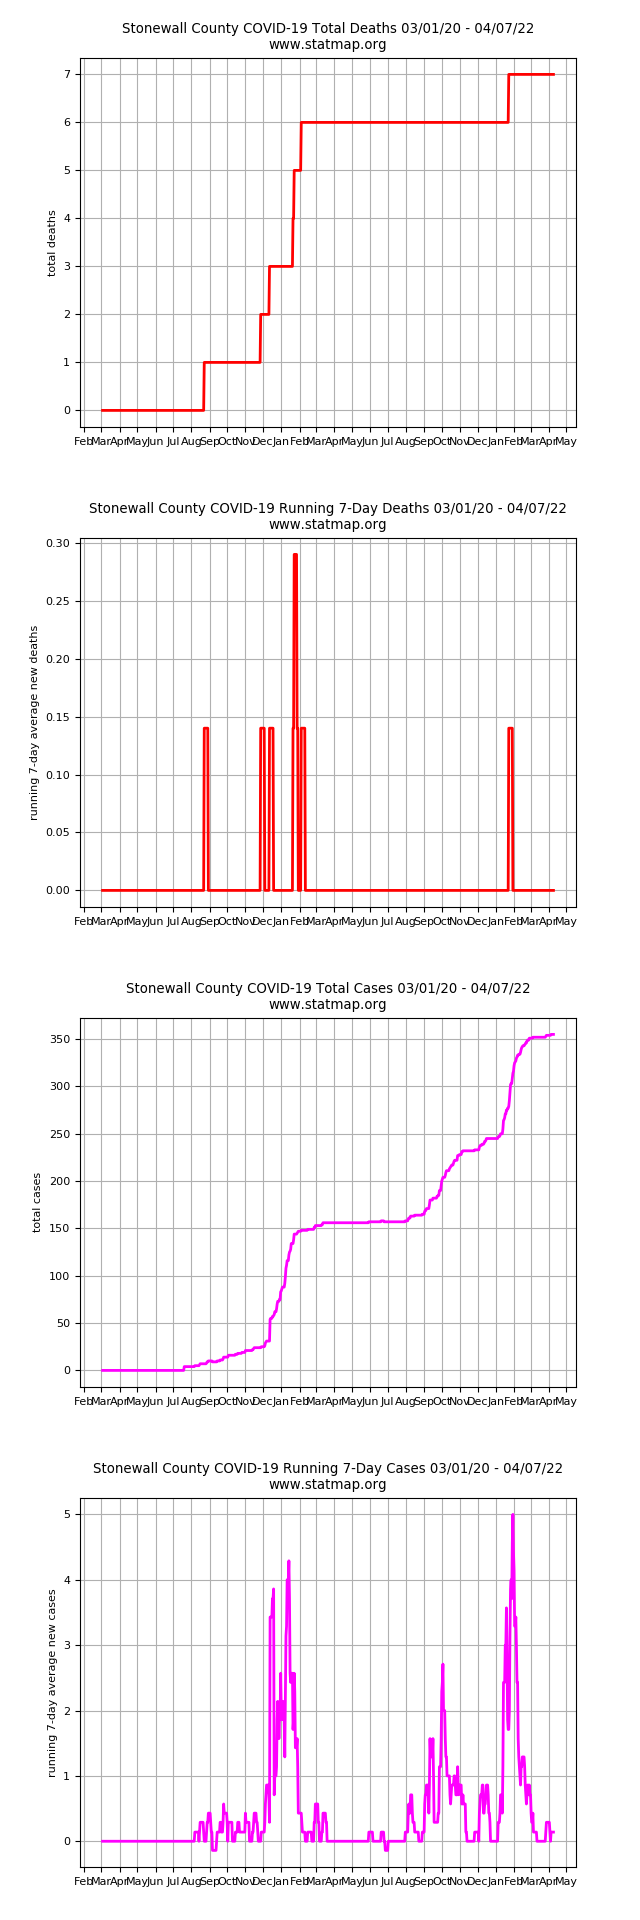 Stonewall County COVID-19 Total Deaths 03/01/20 - 04/07/22
www.statmap.org
7
6
5
4
3
2
1
0
total deaths
Feb Mar Apr May Jun Jul Aug Sep Oct Nov Dec Jan Feb Mar Apr May Jun Jul Aug Sep Oct Nov Dec Jan Feb Mar Apr May
Stonewall County COVID-19 Running 7-Day Deaths 03/01/20 - 04/07/22
www.statmap.org
0.30
0.25
0.20
0.15
0.10
0.05
0.00
running 7-day average new deaths
Feb Mar Apr May Jun Jul Aug Sep Oct Nov Dec Jan Feb Mar Apr May Jun Jul Aug Sep Oct Nov Dec Jan Feb Mar Apr May
Stonewall County COVID-19 Total Cases 03/01/20 - 04/07/22
www.statmap.org
350
300
250
200
150
100
50
0
total cases
Feb Mar Apr May Jun Jul Aug Sep Oct Nov Dec Jan Feb Mar Apr May Jun Jul Aug Sep Oct Nov Dec Jan Feb Mar Apr May
Stonewall County COVID-19 Running 7-Day Cases 03/01/20 - 04/07/22
www.statmap.org
5
4
3
2
1
0
running 7-day average new cases
Feb Mar Apr May Jun Jul Aug Sep Oct Nov Dec Jan Feb Mar Apr May Jun Jul Aug Sep Oct Nov Dec Jan Feb Mar Apr May